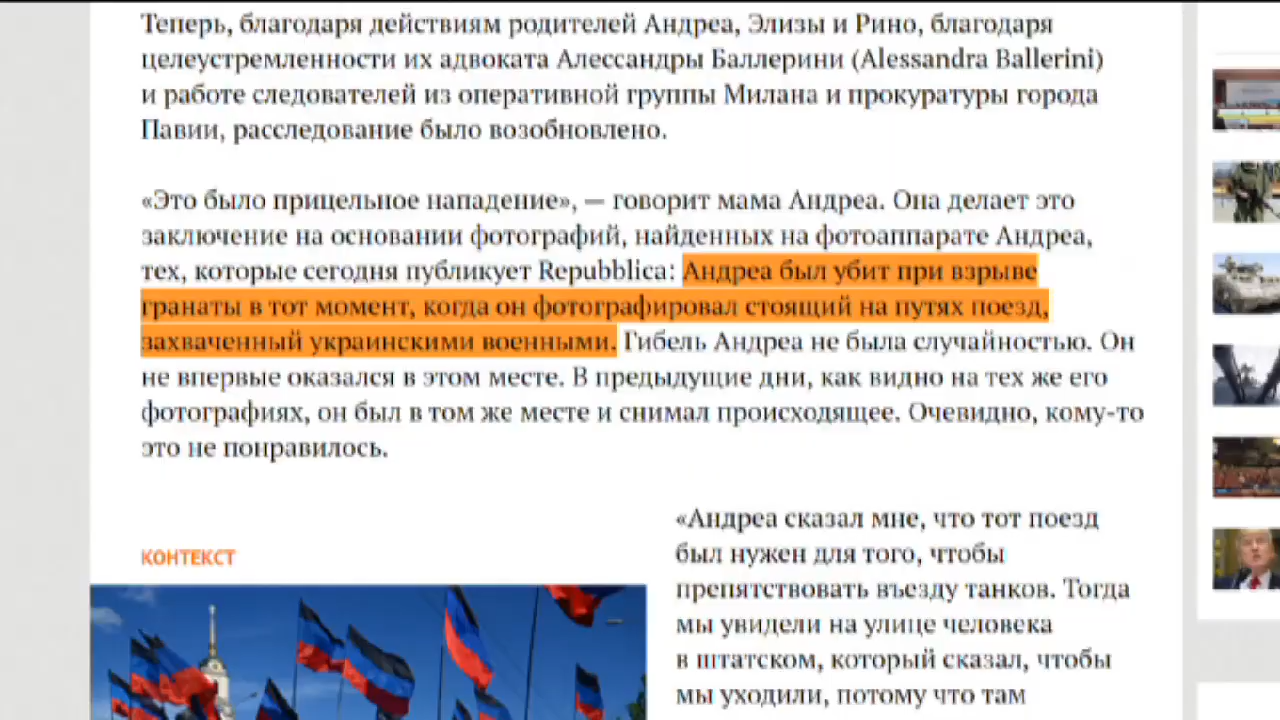 Теперь, благодаря действиям родителей Андреа, Элизы и Рино, благодаря
целеустремленности их адвоката Алессандры Баллерини (Alessandra Ballerini)
и работе следователей из оперативной группы Милана и прокуратуры города
Павии, расследование было возобновлено.
«Это было прицельное нападение», — говорит мама Андреа. Она делает это
заключение на основании фотографий, найденных на фотоаппарате Андреа,
тех, которые сегодня публикует Repubblica: Андреа был убит при взрыве
гранаты в тот момент, когда он фотографировал стоящий на путях поезд,
захваченный украинскими военными. Гибель Андреа не была случайностью. Он
не впервые оказался в этом месте. В предыдущие дни, как видно на тех же его
фотографиях, он был в том же месте и снимал происходящее. Очевидно, кому-то
это не понравилось.
КОНТЕКСТ
«Андреа сказал мне, что тот поезд
был нужен для того, чтобы
препятствовать въезду танков. Тогда
мы увидели на улице человека
в штатском, который сказал, чтобы
мы уходили, потому что там